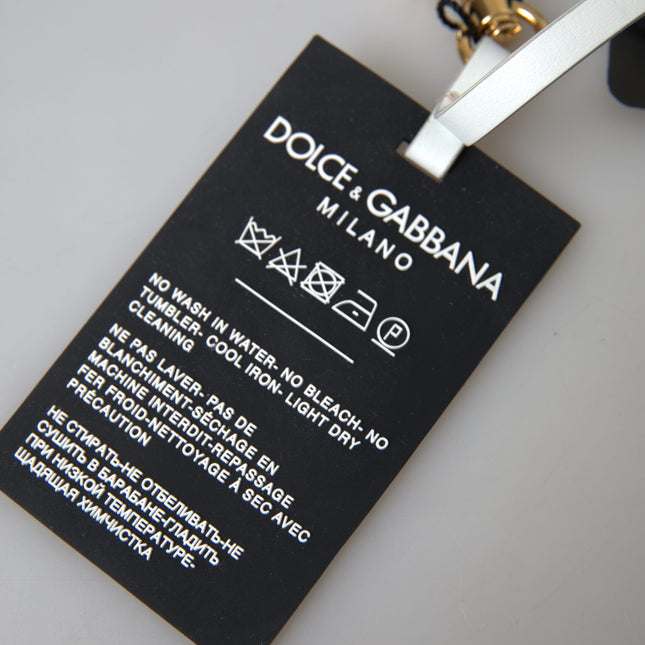 DOLCE & GABBANA
MILANO
P
NO WASH IN WATER- NO BLEACH- NO
TUMBLER- COOL IRON- LIGHT DRY
CLEANING
NE PAS LAVER- PAS DE
BLANCHIMENT-SÉCHAGE EN
MACHINE INTERDIT-REPASSAGE
FER FROID-NETTOYAGE À SEC AVEC
PRÉCAUTION
НЕ СТИРАТЬ-НЕ ОТБЕЛИВАТЬ-НЕ
СУШИТЬ В БАРАБАНЕ-ГЛАДИТЬ
ПРИ НИЗКОЙ ТЕМПЕРАТУРЕ-
ЩАДЯЩАЯ ХИМЧИСТКА